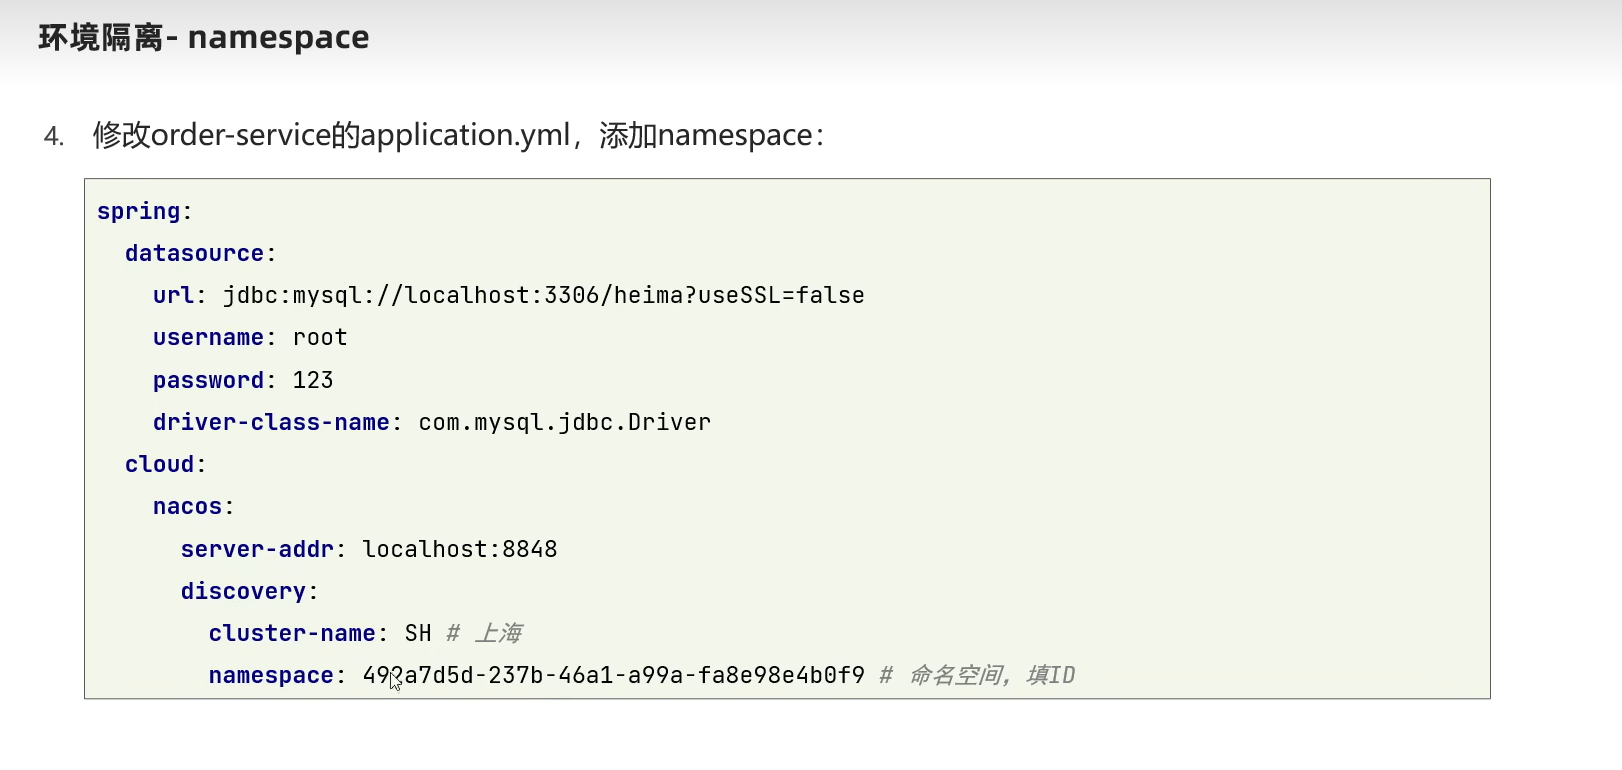 环境隔离- namespace
4. 修改order-service的application.yml，添加namespace：
spring:
datasource:
url: jdbc:mysql://localhost:3306/heima?useSSL=false
username: root
password: 123
driver-class-name: com.mysql.jdbc.Driver
cloud:
nacos:
server-addr: localhost:8848
discovery:
cluster-name: SH # 上海
namespace: 492a7d5d-237b-46a1-a99a-fa8e98e4b0f9 # 命名空间，填ID